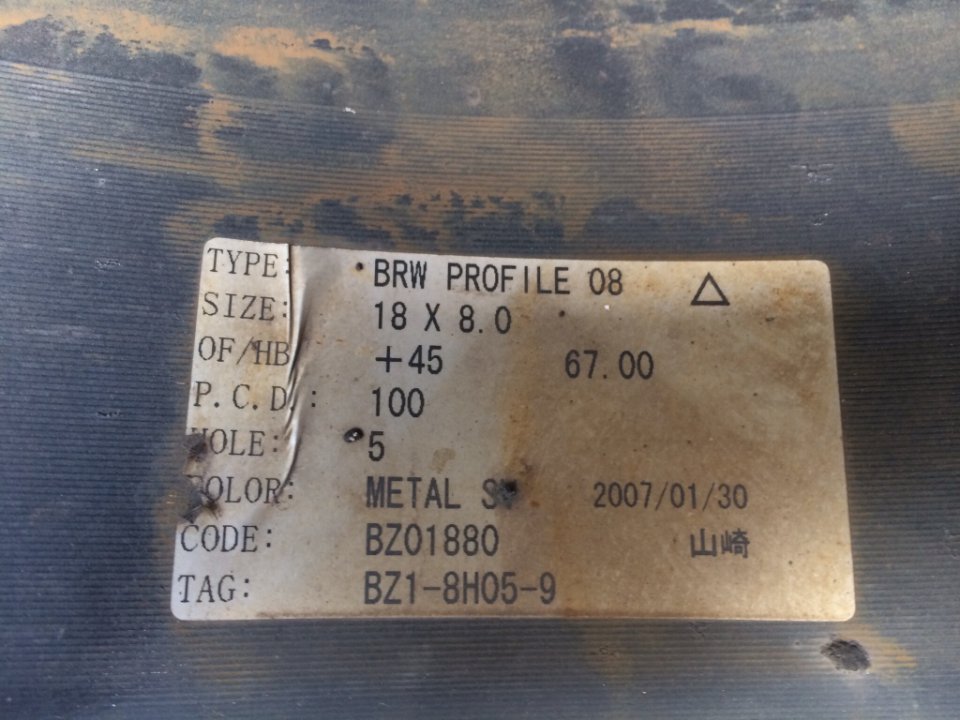 TYPE: BRW PROFILE 08 △
SIZE: 18 X 8.0
OF/HB +45 67.00
P.C.D.: 100
HOLE: 5
COLOR: METAL 2007/01/30
CODE: BZ01880 山崎
TAG: BZ1-8H05-9